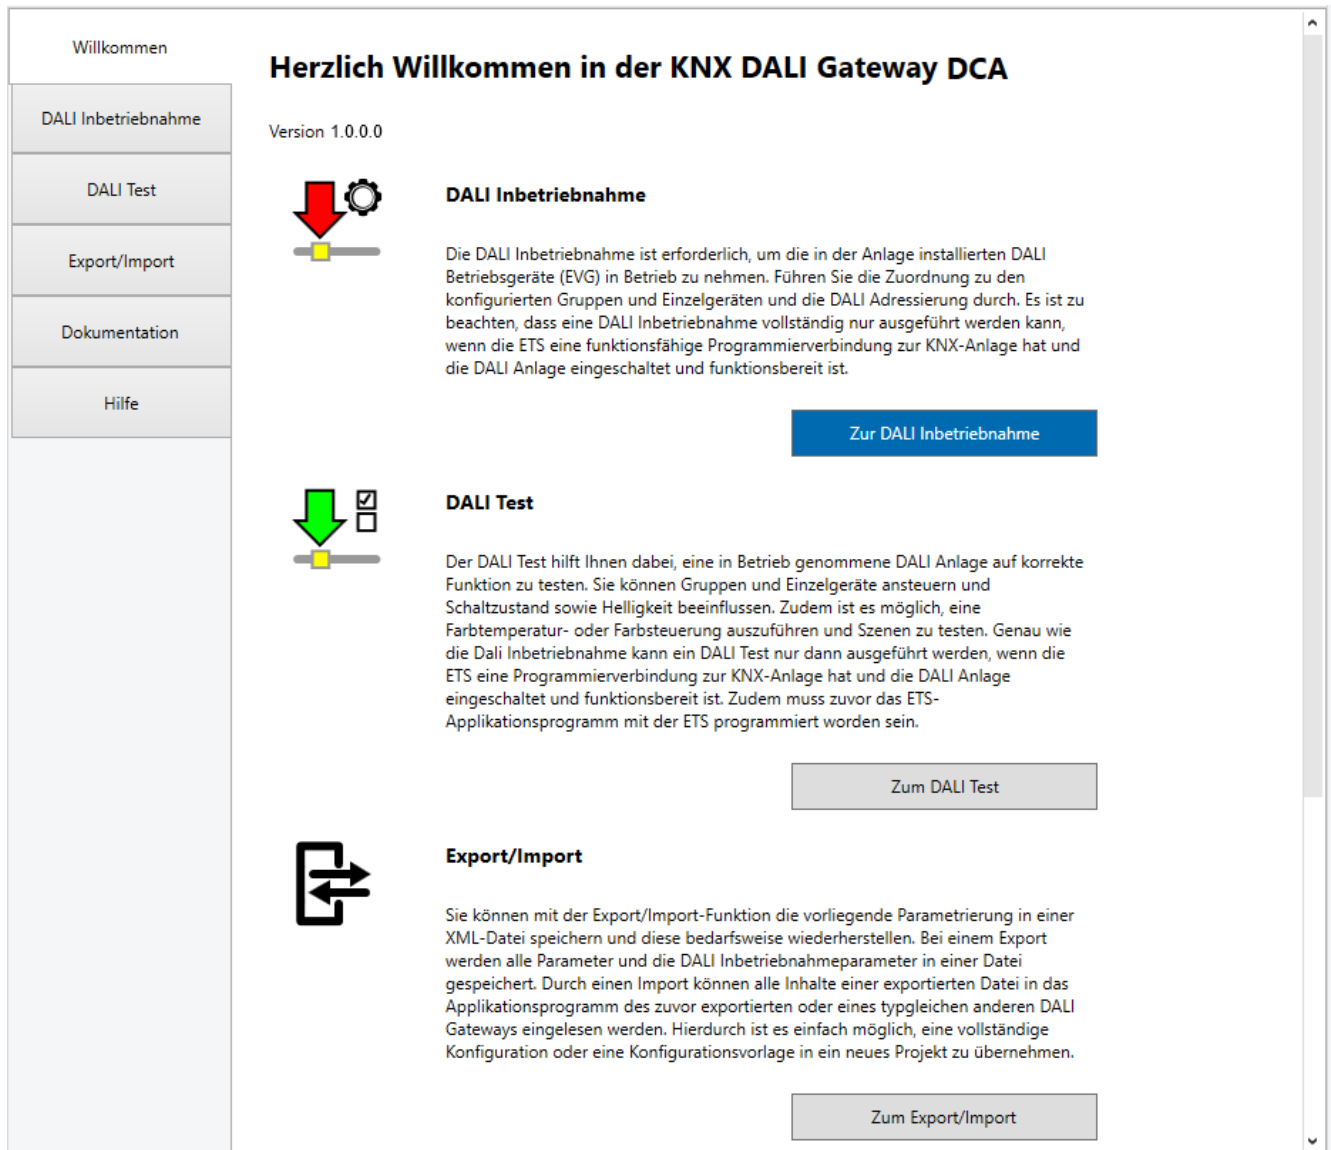 Willkommen
DALI Inbetriebnahme
DALI Test
Export/Import
Dokumentation
Hilfe
Herzlich Willkommen in der KNX DALI Gateway DCA
Version 1.0.0.0
DALI Inbetriebnahme
Die DALI Inbetriebnahme ist erforderlich, um die in der Anlage installierten DALI
Betriebsgeräte (EVG) in Betrieb zu nehmen. Führen Sie die Zuordnung zu den
konfigurierten Gruppen und Einzelgeräten und die DALI Adressierung durch. Es ist zu
beachten, dass eine DALI Inbetriebnahme vollständig nur ausgeführt werden kann,
wenn die ETS eine funktionsfähige Programmierverbindung zur KNX-Anlage hat und
die DALI Anlage eingeschaltet und funktionsbereit ist.
Zur DALI Inbetriebnahme
DALI Test
Der DALI Test hilft Ihnen dabei, eine in Betrieb genommene DALI Anlage auf korrekte
Funktion zu testen. Sie können Gruppen und Einzelgeräte ansteuern und
Schaltzustand sowie Helligkeit beeinflussen. Zudem ist es möglich, eine
Farbtemperatur- oder Farbsteuerung auszuführen und Szenen zu testen. Genau wie
die Dali Inbetriebnahme kann ein DALI Test nur dann ausgeführt werden, wenn die
ETS eine Programmierverbindung zur KNX-Anlage hat und die DALI Anlage
eingeschaltet und funktionsbereit ist. Zudem muss zuvor das ETS-
Applikationsprogramm mit der ETS programmiert worden sein.
Zum DALI Test
Export/Import
Sie können mit der Export/Import-Funktion die vorliegende Parametrierung in einer
XML-Datei speichern und diese bedarfsweise wiederherstellen. Bei einem Export
werden alle Parameter und die DALI Inbetriebnahmeparameter in einer Datei
gespeichert. Durch einen Import können alle Inhalte einer exportierten Datei in das
Applikationsprogramm des zuvor exportierten oder eines typgleichen anderen DALI
Gateways eingelesen werden. Hierdurch ist es einfach möglich, eine vollständige
Konfiguration oder eine Konfigurationsvorlage in ein neues Projekt zu übernehmen.
Zum Export/Import